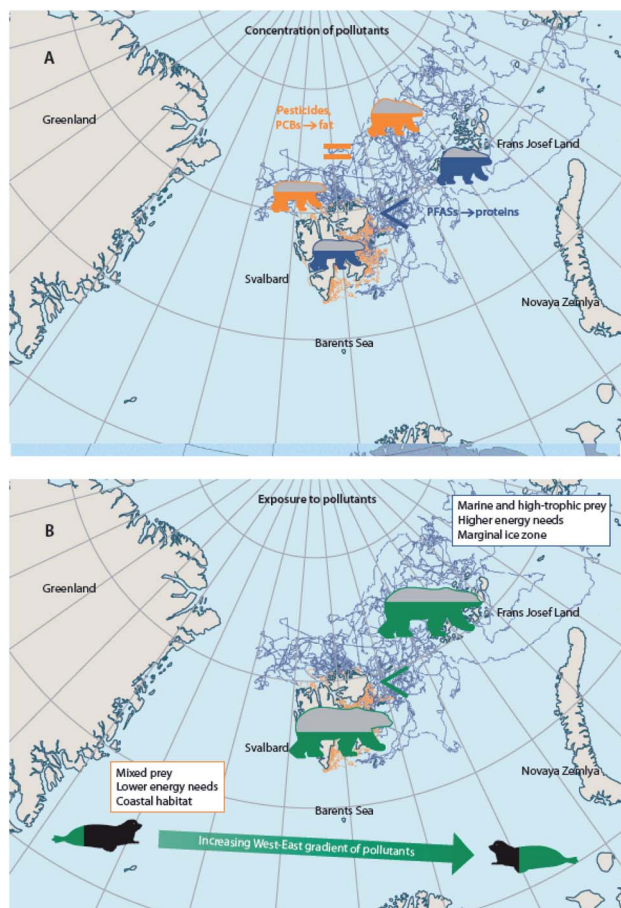 Concentration of pollutants
A
Greenland
Pesticides,
PCBs → fat
Frans Josef Land
PFASs → proteins
Svalbard
Novaya Zemlya
Barents Sea
Exposure to pollutants
B
Marine and high-trophic prey
Higher energy needs
Marginal ice zone
Greenland
Frans Josef Land
Svalbard
Novaya Zemlya
Mixed prey
Lower energy needs
Coastal habitat
Barents Sea
Increasing West-East gradient of pollutants